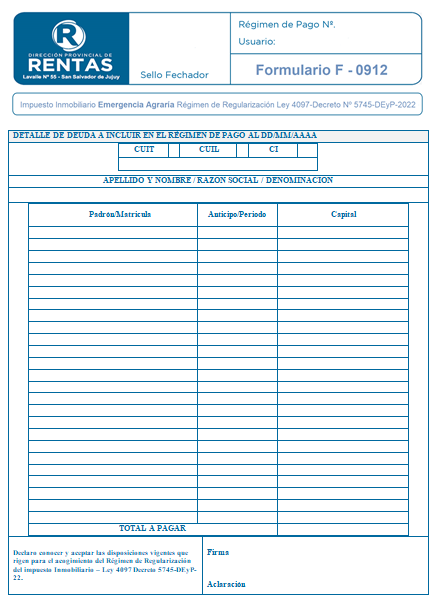 R
DIRECCIÓN PROVINCIAL DE
RENTAS
Lavalle Nº 55 - San Salvador de Jujuy
Sello Fechador
Régimen de Pago Nº.
Usuario:
Formulario F - 0912
Impuesto Inmobiliario Emergencia Agraria Régimen de Regularización Ley 4097-Decreto Nº 5745-DEyP-2022
DETALLE DE DEUDA A INCLUIR EN EL RÉGIMEN DE PAGO AL DD/MM/AAAA
CUIT CUIL CI
APELLIDO Y NOMBRE / RAZON SOCIAL / DENOMINACION
Padrón/Matrícula Anticipo/Periodo Capital
TOTAL A PAGAR
Declaro conocer y aceptar las disposiciones vigentes que
rigen para el acogimiento del Régimen de Regularización
del impuesto Inmobiliario – Ley 4097 Decreto 5745-DEyP-
22.
Firma
Aclaración